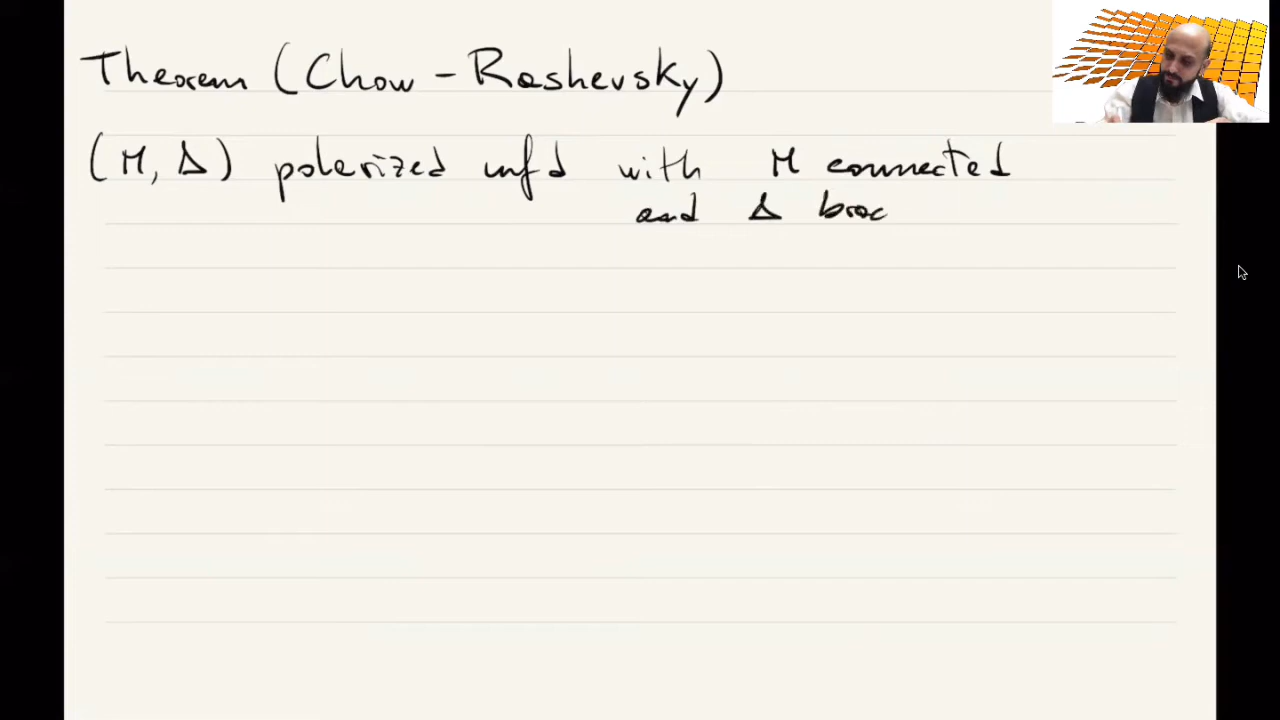 Theorem (Chow - Rashevsky)
(M, Δ) polarized mfd with M connected
and Δ brac